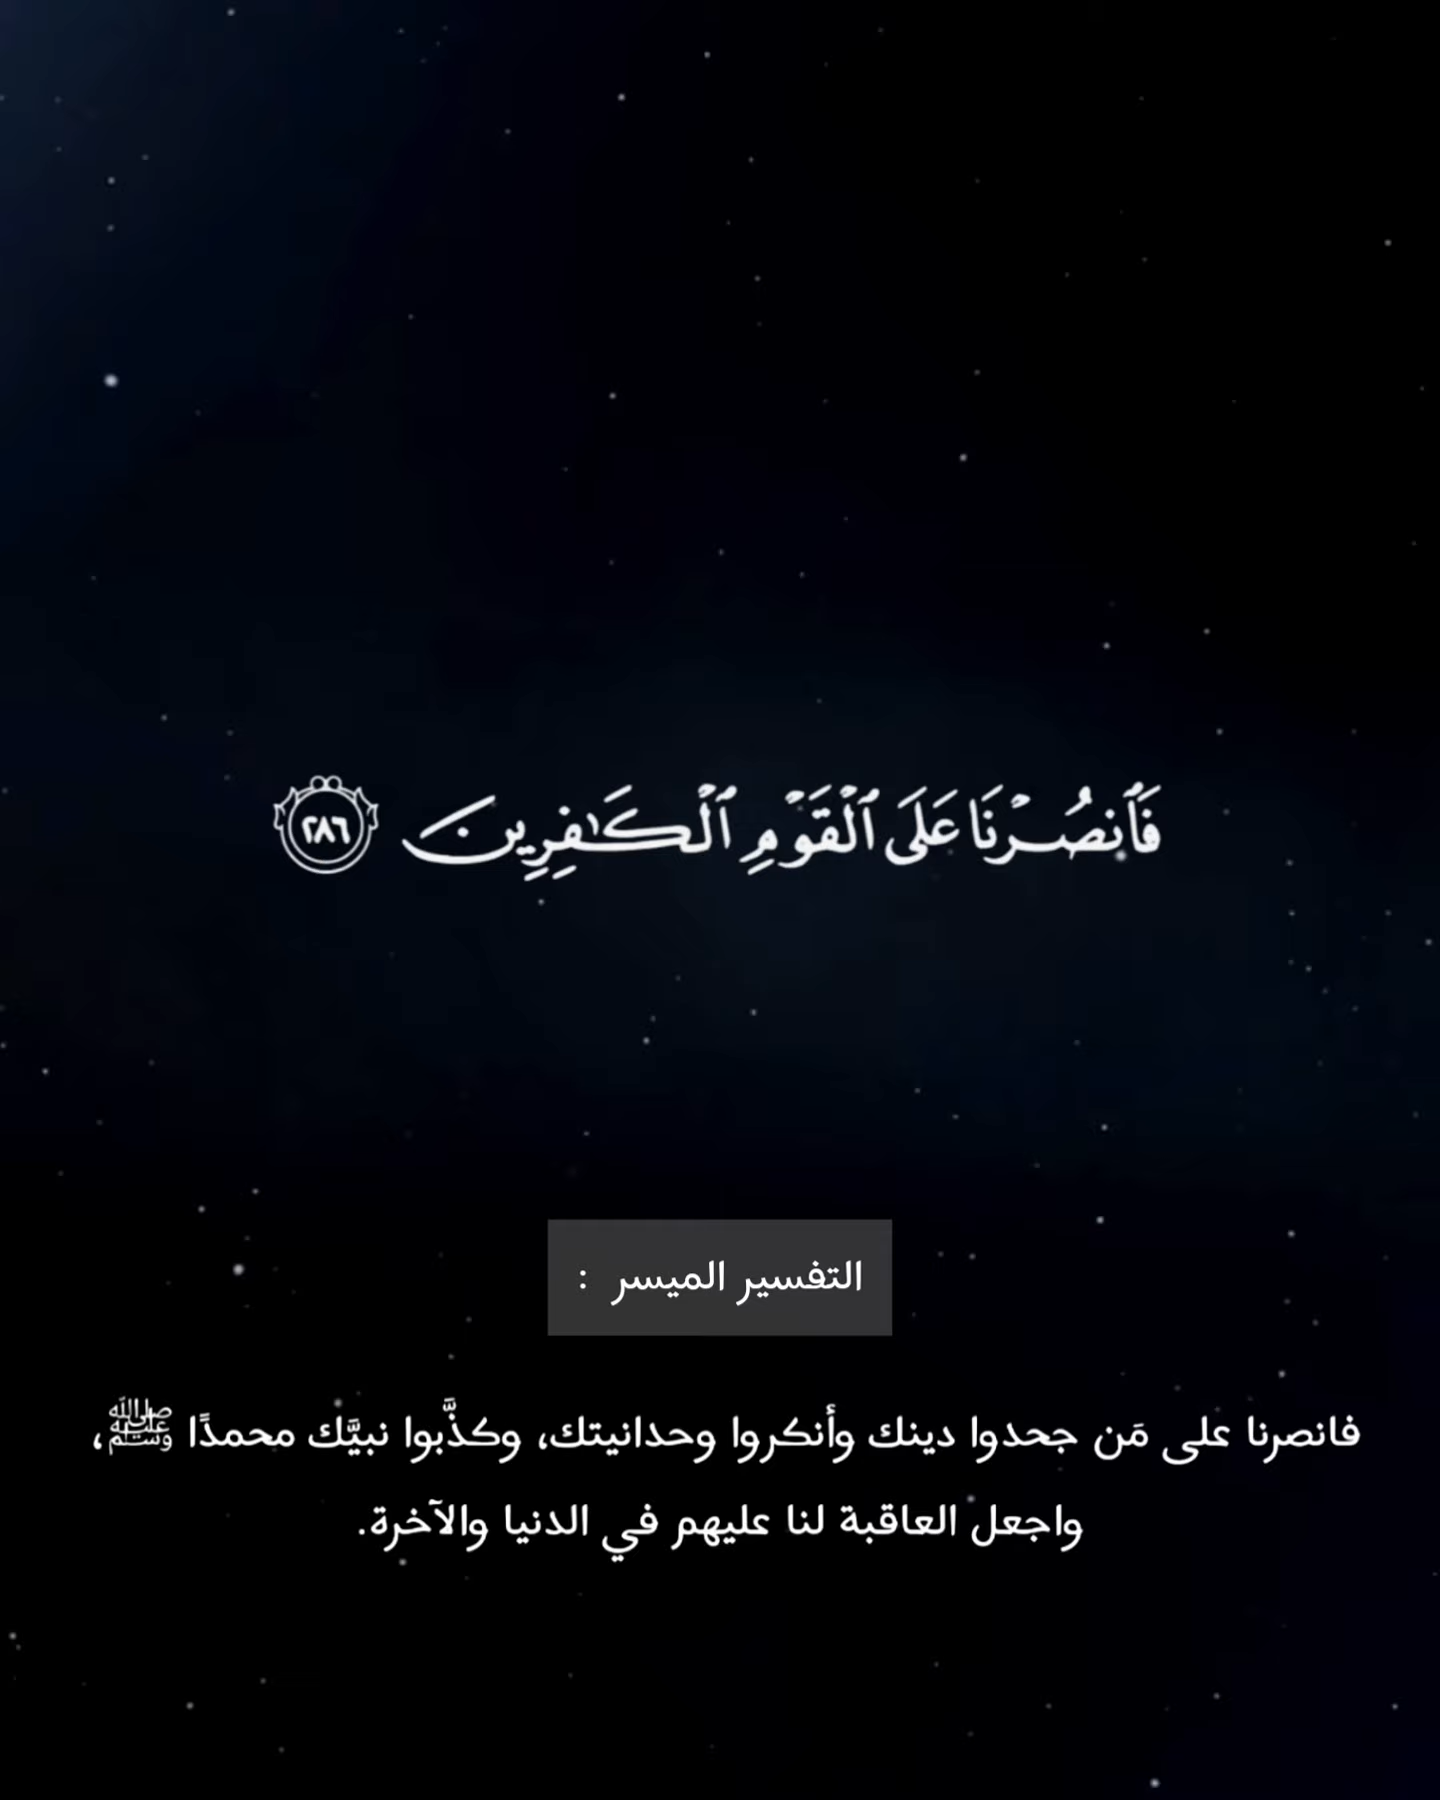 فَٱنصُرۡنَا عَلَى ٱلۡقَوۡمِ ٱلۡكَـٰفِرِينَ ٢٨٦
التفسير الميسر :
فانصرنا على مَن جحدوا دينك وأنكروا وحدانيتك، وكذَّبوا نبيَّك محمدًا ﷺ،
واجعل العاقبة لنا عليهم في الدنيا والآخرة.